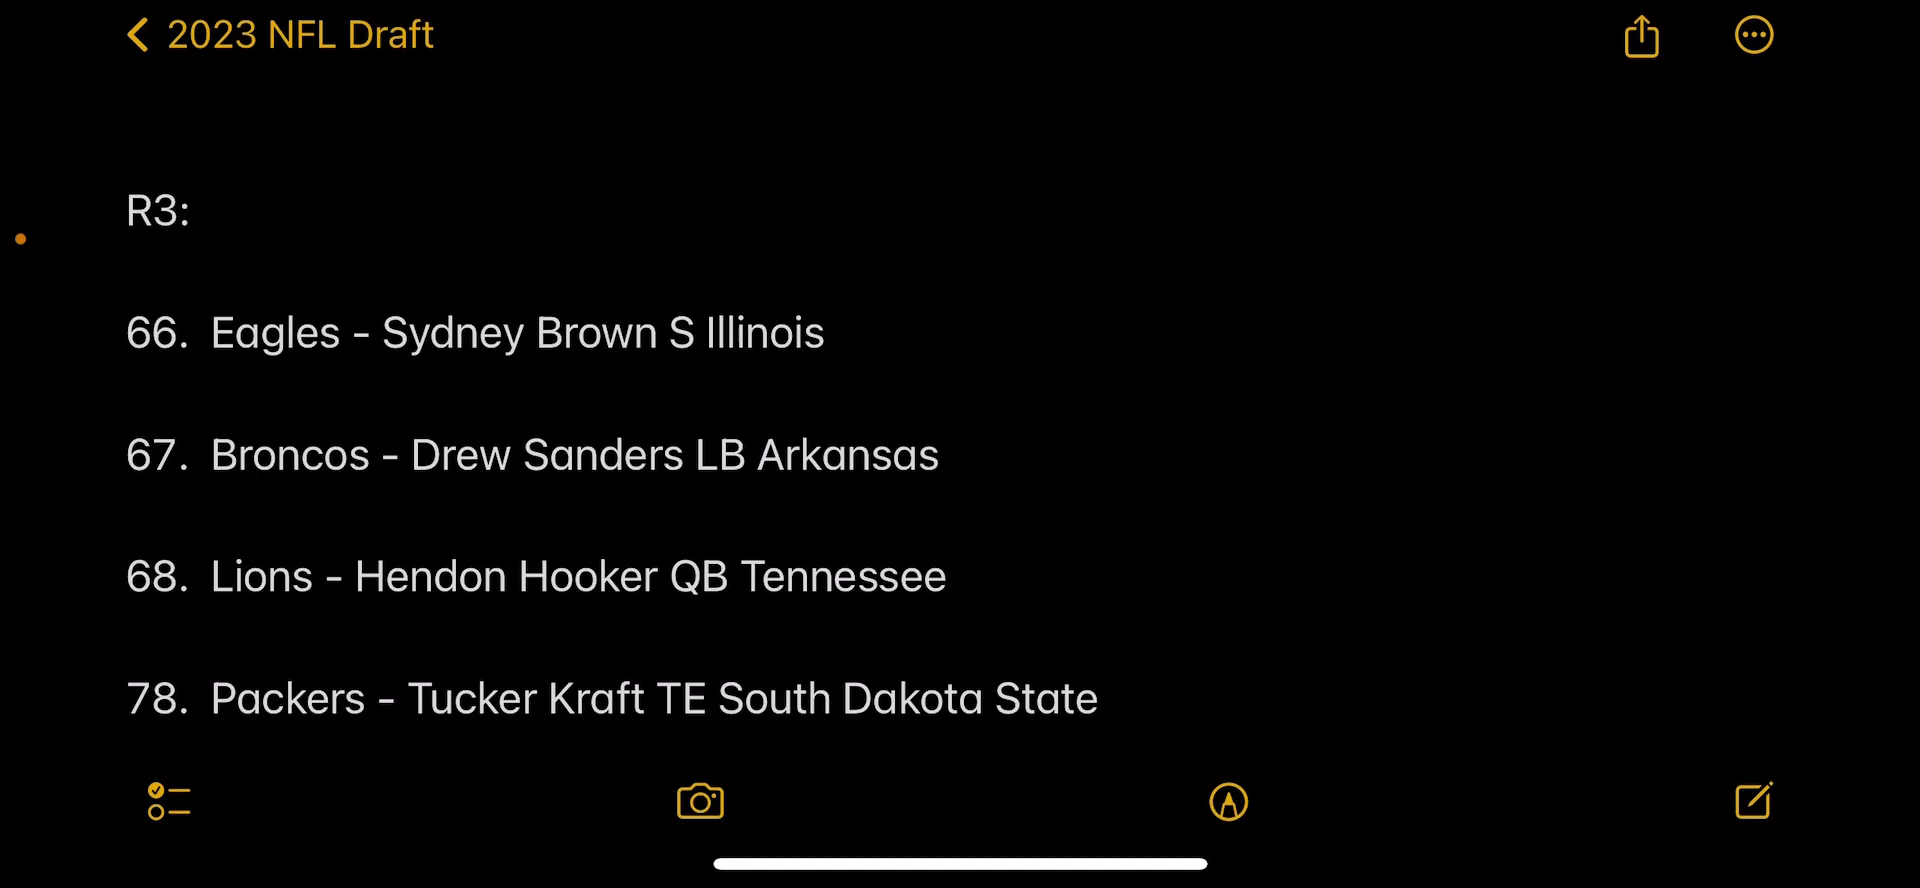 2023 NFL Draft
R3:
66. Eagles - Sydney Brown S Illinois
67. Broncos - Drew Sanders LB Arkansas
68. Lions - Hendon Hooker QB Tennessee
78. Packers - Tucker Kraft TE South Dakota State